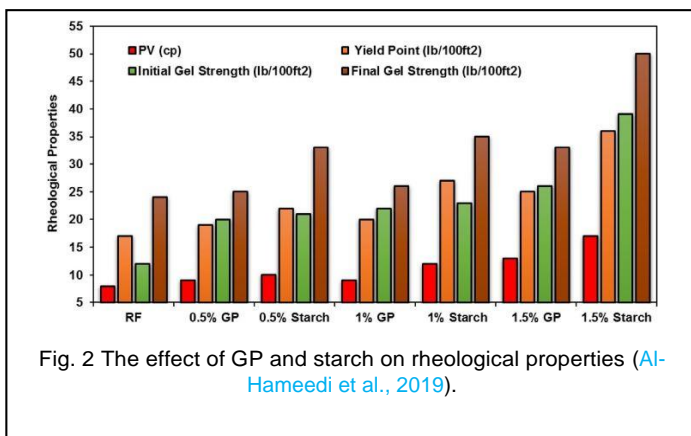 55
50
45
40
35
30
25
20
15
10
5
Rheological Properties
PV (cp) Yield Point (lb/100ft2)
Initial Gel Strength (lb/100ft2) Final Gel Strength (lb/100ft2)
RF 0.5% GP 0.5% Starch 1% GP 1% Starch 1.5% GP 1.5% Starch
Fig. 2 The effect of GP and starch on rheological properties (Al-
Hameedi et al., 2019).